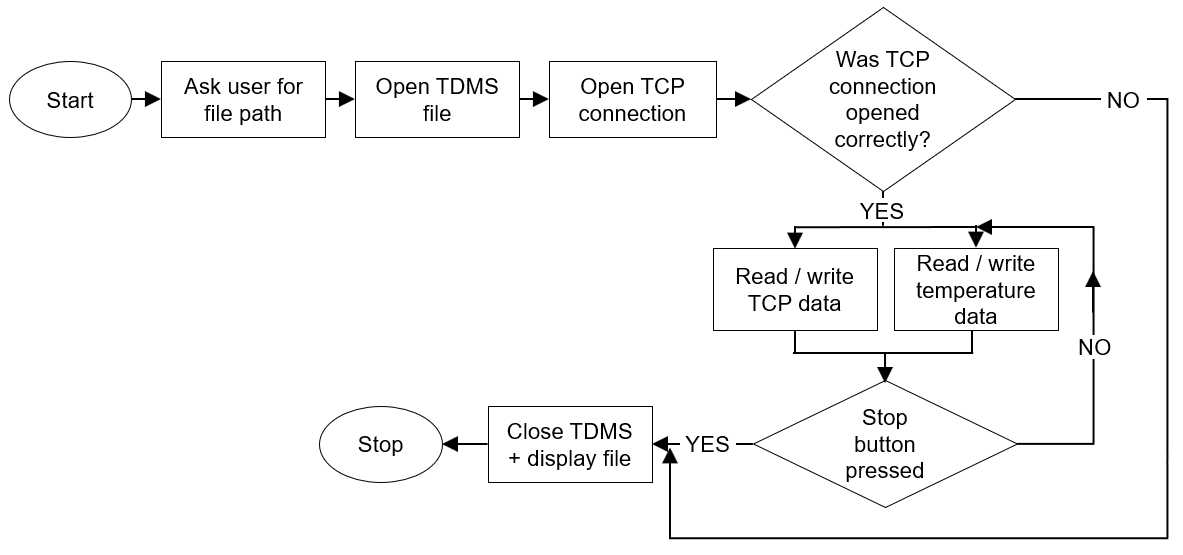 Start
Ask user for
file path
Open TDMS
file
Open TCP
connection
Was TCP
connection
opened
correctly?
NO
YES
Read / write
TCP data
Read / write
temperature
data
NO
Stop
button
pressed
YES
Close TDMS
+ display file
Stop